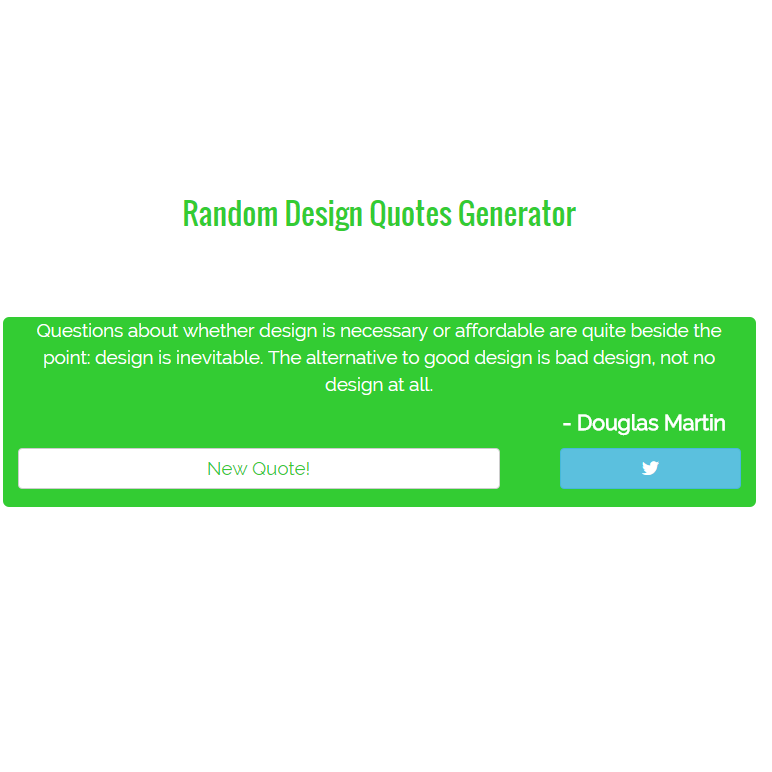 Random Design Quotes Generator
Questions about whether design is necessary or affordable are quite beside the
point: design is inevitable. The alternative to good design is bad design, not no
design at all.
- Douglas Martin
New Quote!